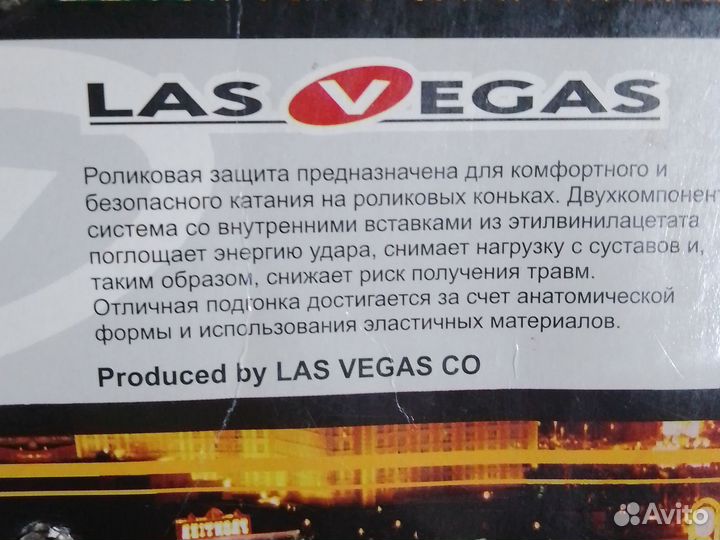 LAS VEGAS
Роликовая защита предназначена для комфортного и
безопасного катания на роликовых коньках. Двухкомпонент
система со внутренними вставками из этилвинилацетата
поглощает энергию удара, снимает нагрузку с суставов и,
таким образом, снижает риск получения травм.
Отличная подгонка достигается за счет анатомической
формы и использования эластичных материалов.
Produced by LAS VEGAS CO
Avito